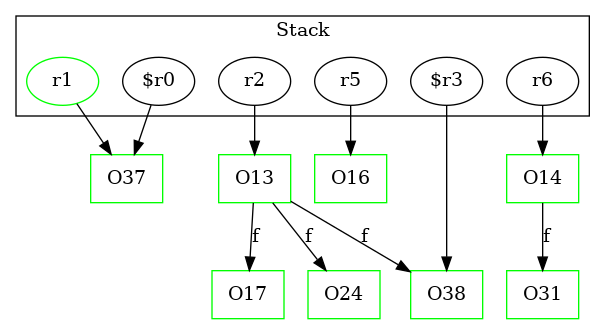 Stack
r1 $r0 r2 r5 $r3 r6
O37 O13 O16 O14
f f f f
O17 O24 O38 O31